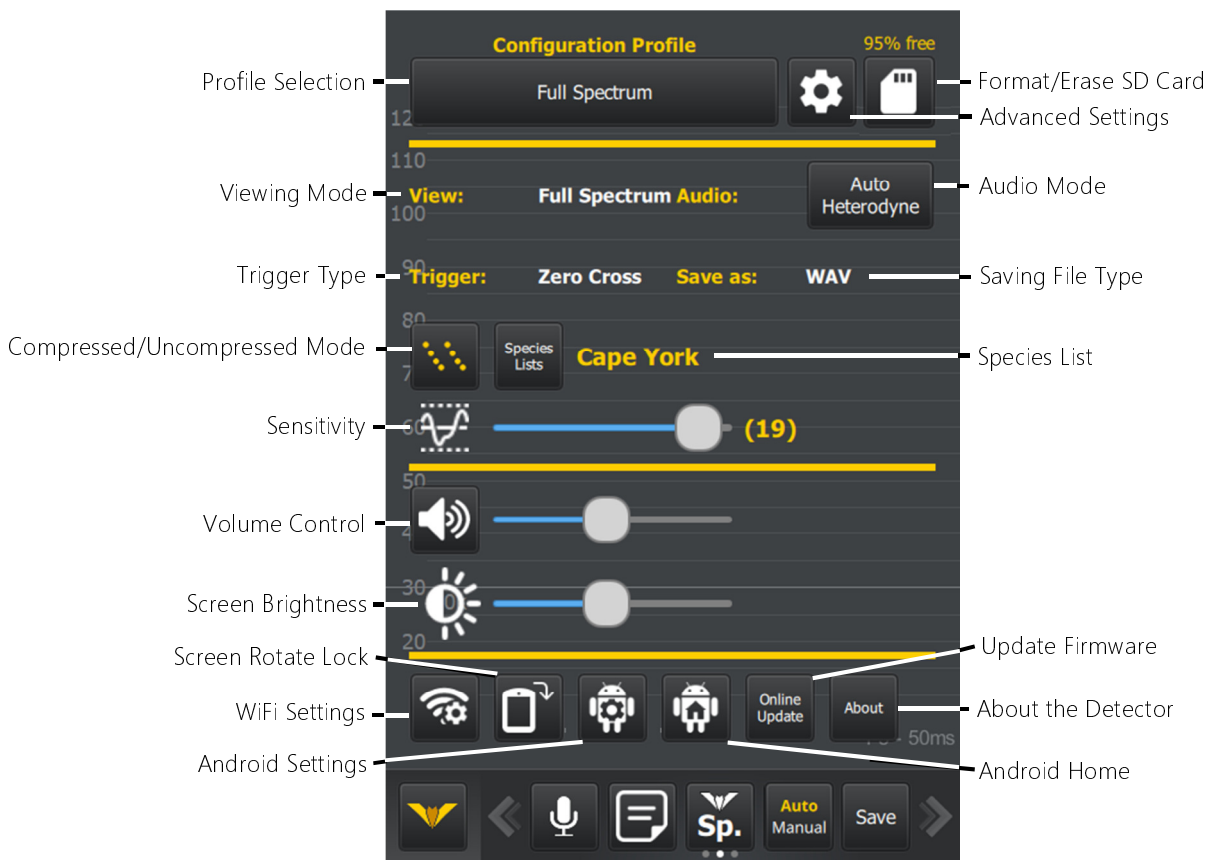 Configuration Profile 95% free
Profile Selection Full Spectrum Format/Erase SD Card
12
Advanced Settings
110
Viewing Mode View: Full Spectrum Audio: Auto Heterodyne Audio Mode
100
90
Trigger Type Trigger: Zero Cross Save as: WAV Saving File Type
80
Compressed/Uncompressed Mode Species Lists Cape York Species List
7
Sensitivity 60 (19)
50
Volume Control 4
30
Screen Brightness
20
Screen Rotate Lock Update Firmware
WiFi Settings Online Update About About the Detector
50ms
Android Settings Android Home
Sp. Auto Manual Save